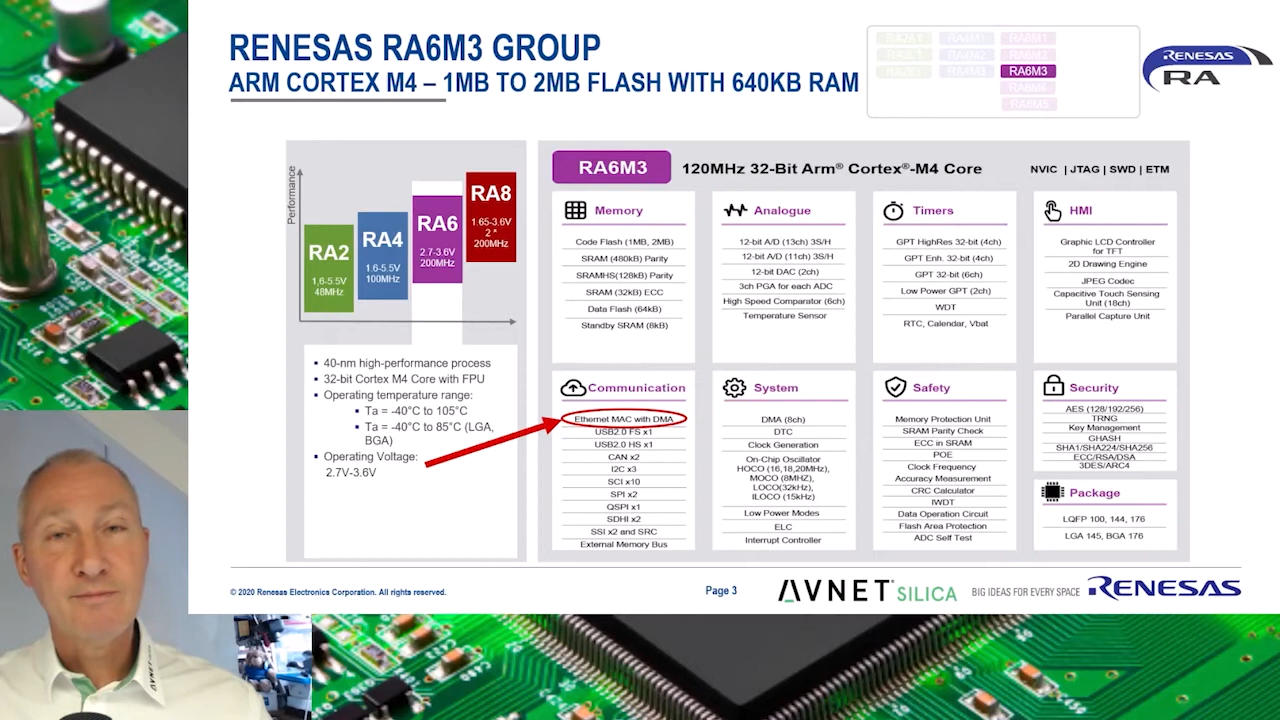 RENESAS RA6M3 GROUP
ARM CORTEX M4 – 1MB TO 2MB FLASH WITH 640KB RAM
RA6M1
RA6M2
RA6M3
RA6M4
RA6M5
RENESAS
RA
Performance
RA2
1,6-5.5V
48MHz
RA4
1.6-5.5V
100MHz
RA6
2.7-3.6V
200MHz
RA8
1.65-3.6V
2 *
200MHz
▪ 40-nm high-performance process
▪ 32-bit Cortex M4 Core with FPU
▪ Operating temperature range:
▪ Ta = -40°C to 105°C
▪ Ta = -40°C to 85°C (LGA,
BGA)
▪ Operating Voltage:
2.7V-3.6V
RA6M3 120MHz 32-Bit Arm® Cortex®-M4 Core NVIC | JTAG | SWD | ETM
Memory
Code Flash (1MB, 2MB)
SRAM (480kB) Parity
SRAMHS(128kB) Parity
SRAM (32kB) ECC
Data Flash (64kB)
Standby SRAM (8kB)
Analogue
12-bit A/D (13ch) 3S/H
12-bit A/D (11ch) 3S/H
12-bit DAC (2ch)
3ch PGA for each ADC
High Speed Comparator (6ch)
Temperature Sensor
Timers
GPT HighRes 32-bit (4ch)
GPT Enh. 32-bit (4ch)
GPT 32-bit (6ch)
Low Power GPT (2ch)
WDT
RTC, Calendar, Vbat
HMI
Graphic LCD Controller
for TFT
2D Drawing Engine
JPEG Codec
Capacitive Touch Sensing
Unit (18ch)
Parallel Capture Unit
Communication
Ethernet MAC with DMA
USB2.0 FS x1
USB2.0 HS x1
CAN x2
I2C x3
SCI x10
SPI x2
QSPI x1
SDHI x2
SSI x2 and SRC
External Memory Bus
System
DMA (8ch)
DTC
Clock Generation
On-Chip Oscillator
HOCO (16,18,20MHz),
MOCO (8MHZ),
LOCO(32kHz),
ILOCO (15kHz)
Low Power Modes
ELC
Interrupt Controller
Safety
Memory Protection Unit
SRAM Parity Check
ECC in SRAM
POE
Clock Frequency
Accuracy Measurement
CRC Calculator
IWDT
Data Operation Circuit
Flash Area Protection
ADC Self Test
Security
AES (128/192/256)
TRNG
Key Management
GHASH
SHA1/SHA224/SHA256
ECC/RSA/DSA
3DES/ARC4
Package
LQFP 100, 144, 176
LGA 145, BGA 176
© 2020 Renesas Electronics Corporation. All rights reserved.
Page 3
AVNET SILICA
BIG IDEAS FOR EVERY SPACE RENESAS
AVNET